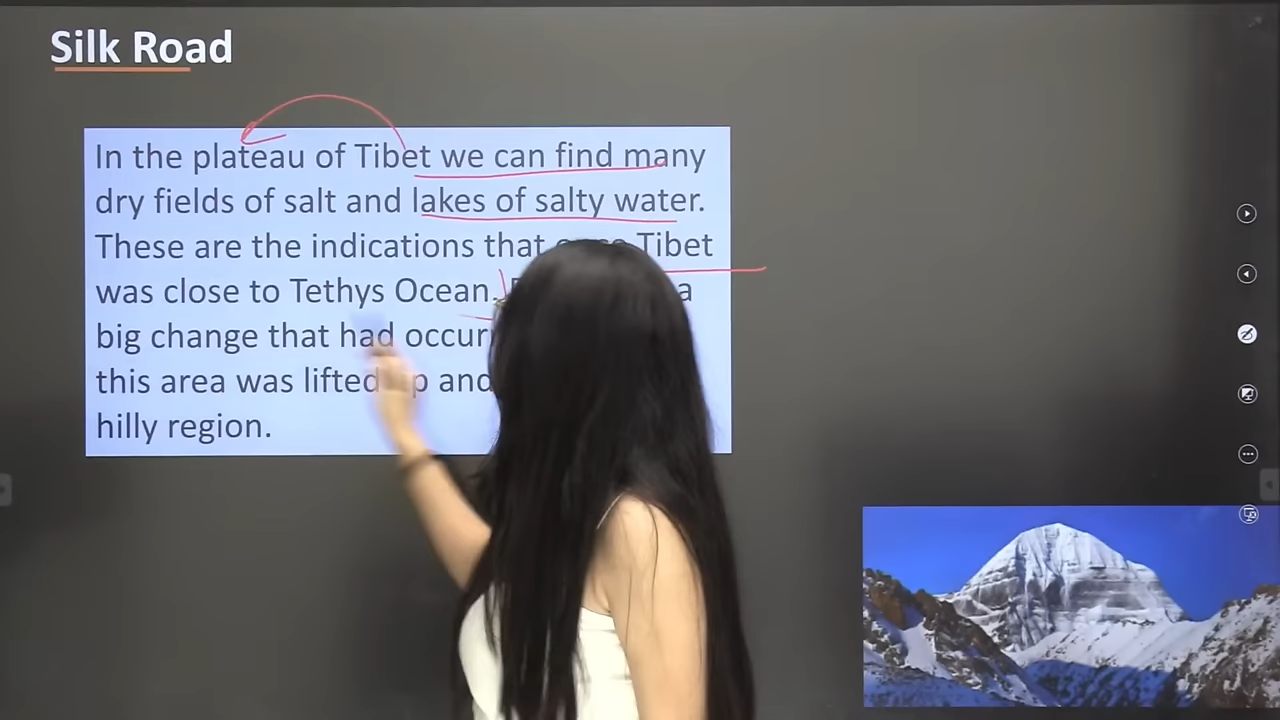 Silk Road
In the plateau of Tibet we can find many
dry fields of salt and lakes of salty water.
These are the indications that Tibet
was close to Tethys Ocean. a
big change that had
this area was lifted and
hilly region.